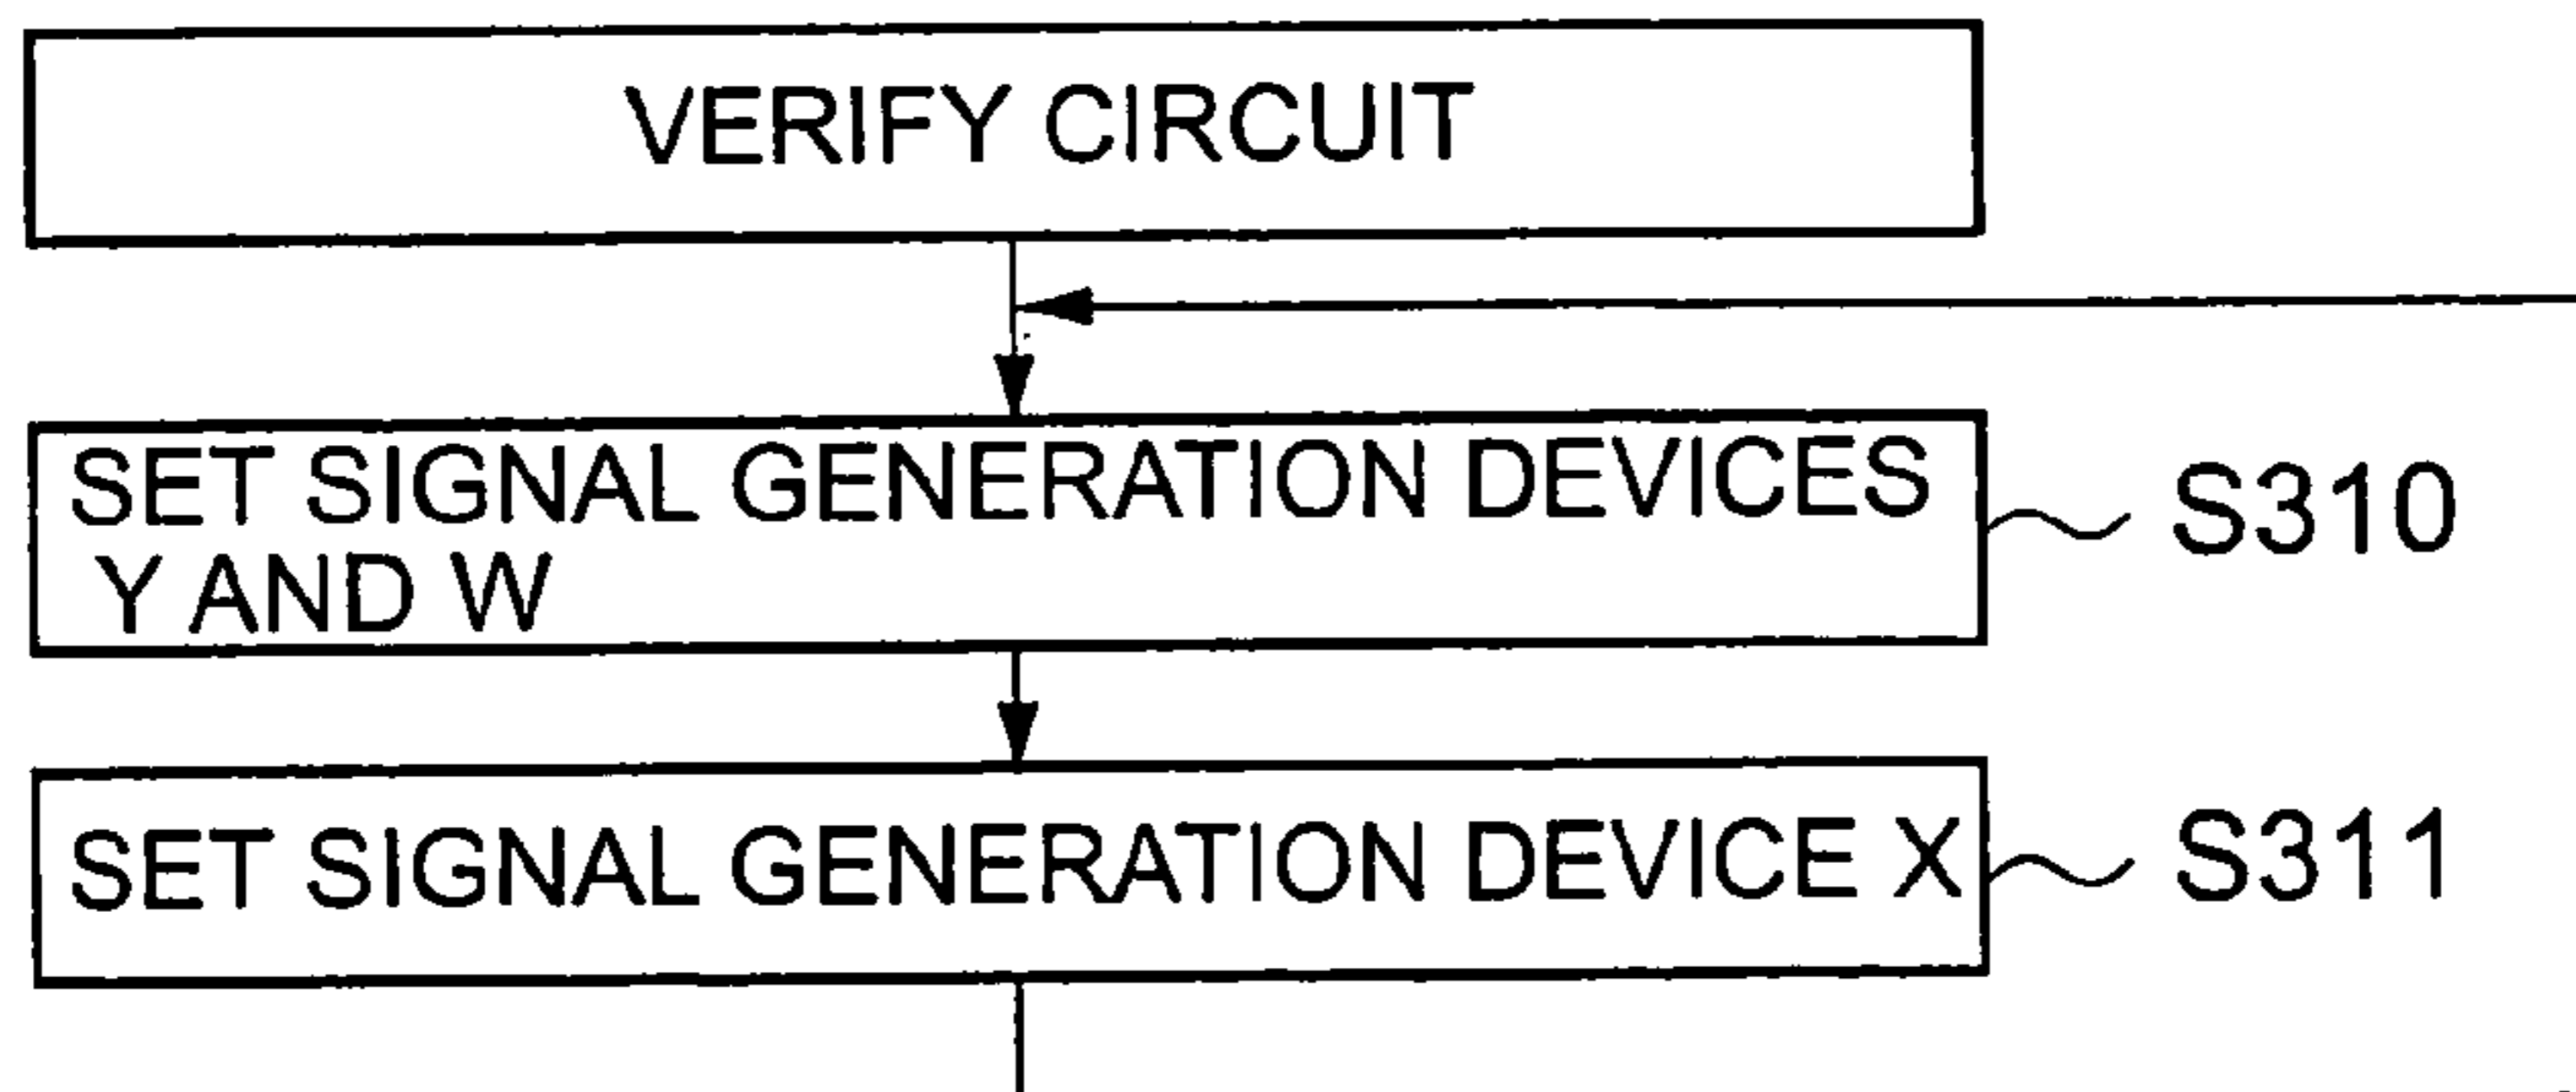 VERIFY CIRCUIT
SET SIGNAL GENERATION DEVICES
Y AND W
S310
SET SIGNAL GENERATION DEVICE X
S311